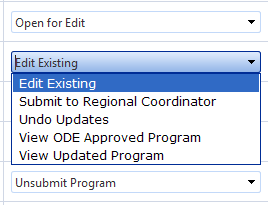 Open for Edit
Edit Existing
Edit Existing
Submit to Regional Coordinator
Undo Updates
View ODE Approved Program
View Updated Program
Unsubmit Program